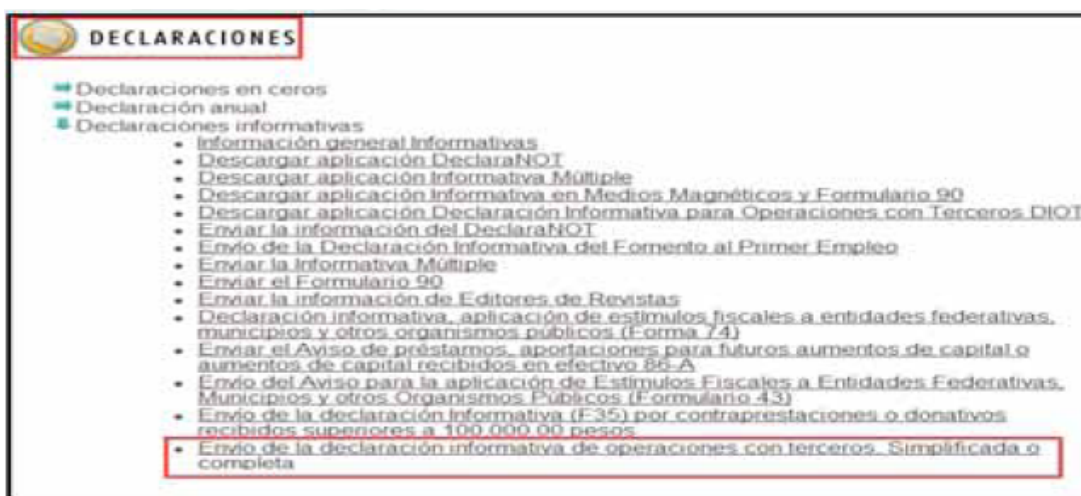 DECLARACIONES
Declaraciones en ceros
Declaración anual
Declaraciones informativas
Información general Informativas
Descargar aplicación DeclaraNOT
Descargar aplicación Informativa Múltiple
Descargar aplicación Informativa en Medios Magnéticos y Formulario 90
Descargar aplicación Declaración Informativa para Operaciones con Terceros DIOT
Enviar la información del DeclaraNOT
Envío de la Declaración Informativa del Fomento al Primer Empleo
Enviar la Informativa Múltiple
Enviar el Formulario 90
Enviar la información de Editores de Revistas
Declaración informativa, aplicación de estímulos fiscales a entidades federativas,
municipios y otros organismos públicos (Forma 74)
Enviar el Aviso de préstamos, aportaciones para futuros aumentos de capital o
aumentos de capital recibidos en efectivo 86-A
Envío del Aviso para la aplicación de Estímulos Fiscales a Entidades Federativas,
Municipios y otros Organismos Públicos (Formulario 43)
Envío de la declaración Informativa (F35) por contraprestaciones o donativos
recibidos superiores a 100,000.00 pesos
Envío de la declaración informativa de operaciones con terceros. Simplificada o
completa